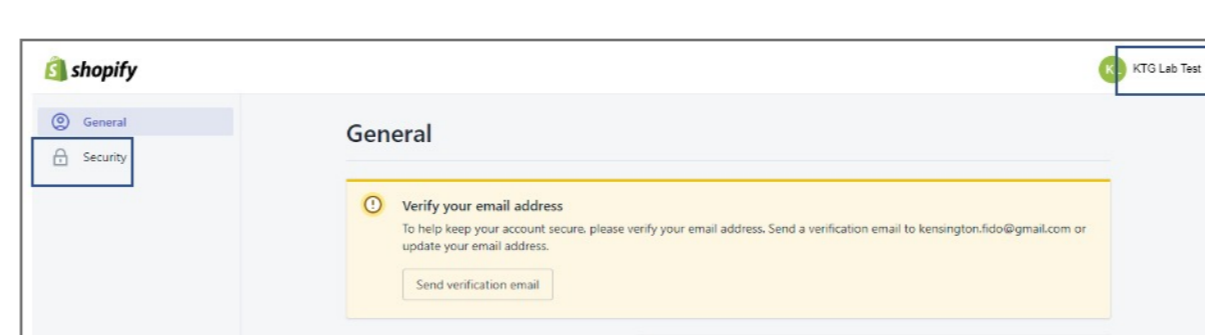 shopify
KTG Lab Test
General
Security
General
Verify your email address
To help keep your account secure, please verify your email address. Send a verification email to kensington.fido@gmail.com or
update your email address.
Send verification email